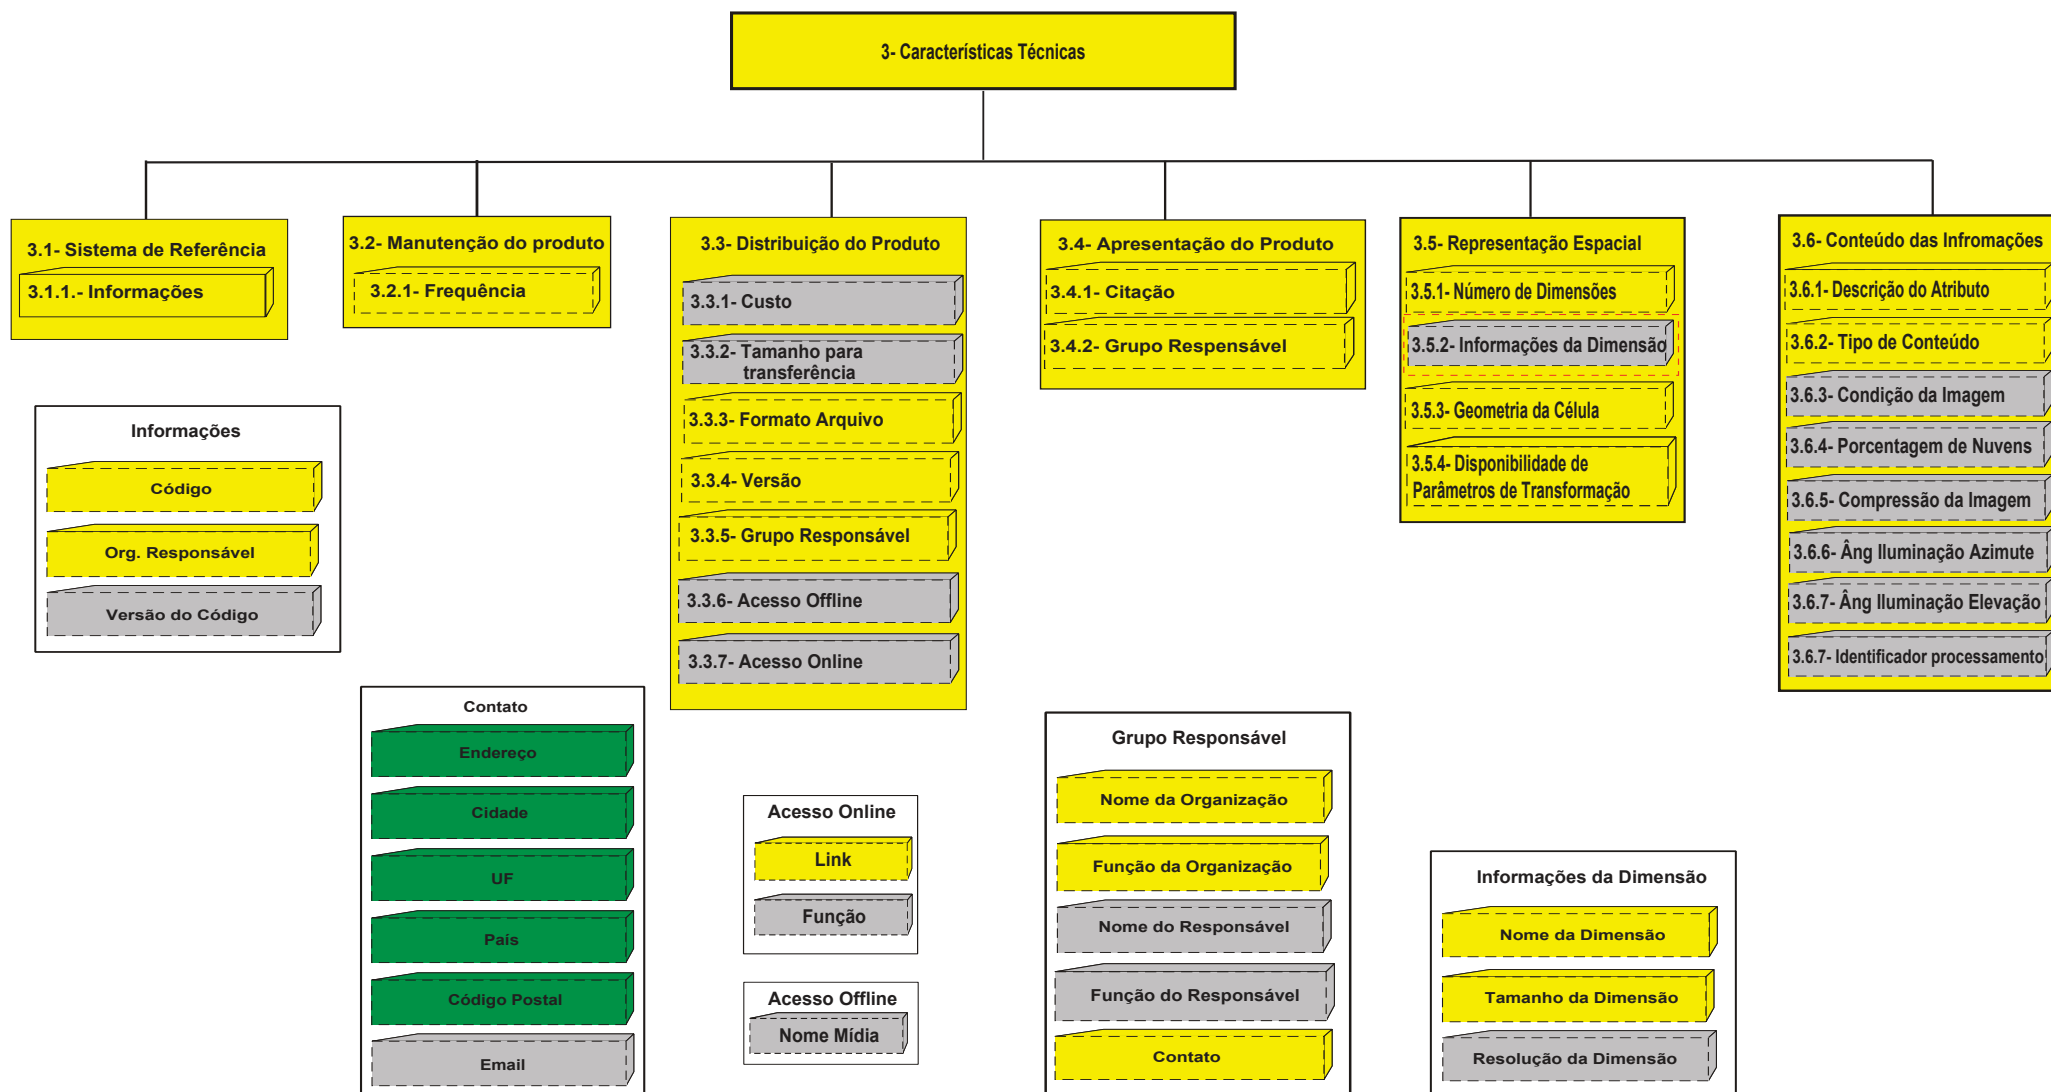 3- Características Técnicas
3.1- Sistema de Referência
3.1.1.- Informações
3.2- Manutenção do produto
3.2.1- Frequência
3.3- Distribuição do Produto
3.3.1- Custo
3.3.2- Tamanho para
transferência
3.3.3- Formato Arquivo
3.3.4- Versão
3.3.5- Grupo Responsável
3.3.6- Acesso Offline
3.3.7- Acesso Online
3.4- Apresentação do Produto
3.4.1- Citação
3.4.2- Grupo Respensável
3.5- Representação Espacial
3.5.1- Número de Dimensões
3.5.2- Informações da Dimensão
3.5.3- Geometria da Célula
3.5.4- Disponibilidade de
Parâmetros de Transformação
3.6- Conteúdo das Infromações
3.6.1- Descrição do Atributo
3.6.2- Tipo de Conteúdo
3.6.3- Condição da Imagem
3.6.4- Porcentagem de Nuvens
3.6.5- Compressão da Imagem
3.6.6- Âng Iluminação Azimute
3.6.7- Âng Iluminação Elevação
3.6.7- Identificador processamento
Informações
Código
Org. Responsável
Versão do Código
Contato
Endereço
Cidade
UF
País
Código Postal
Email
Acesso Online
Link
Função
Acesso Offline
Nome Mídia
Grupo Responsável
Nome da Organização
Função da Organização
Nome do Responsável
Função do Responsável
Contato
Informações da Dimensão
Nome da Dimensão
Tamanho da Dimensão
Resolução da Dimensão